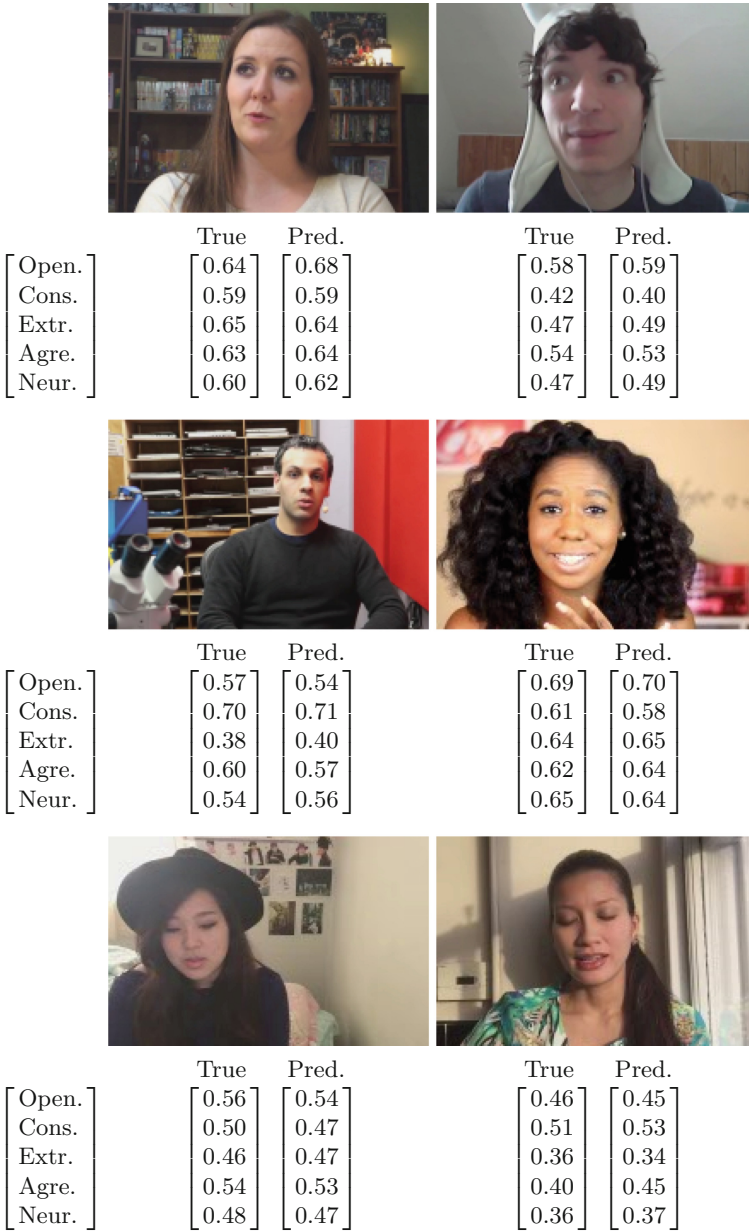 True Pred. True Pred.
Open. 0.64 0.68 0.58 0.59
Cons. 0.59 0.59 0.42 0.40
Extr. 0.65 0.64 0.47 0.49
Agre. 0.63 0.64 0.54 0.53
Neur. 0.60 0.62 0.47 0.49
True Pred. True Pred.
Open. 0.57 0.54 0.69 0.70
Cons. 0.70 0.71 0.61 0.58
Extr. 0.38 0.40 0.64 0.65
Agre. 0.60 0.57 0.62 0.64
Neur. 0.54 0.56 0.65 0.64
True Pred. True Pred.
Open. 0.56 0.54 0.46 0.45
Cons. 0.50 0.47 0.51 0.53
Extr. 0.46 0.47 0.36 0.34
Agre. 0.54 0.53 0.40 0.45
Neur. 0.48 0.47 0.36 0.37